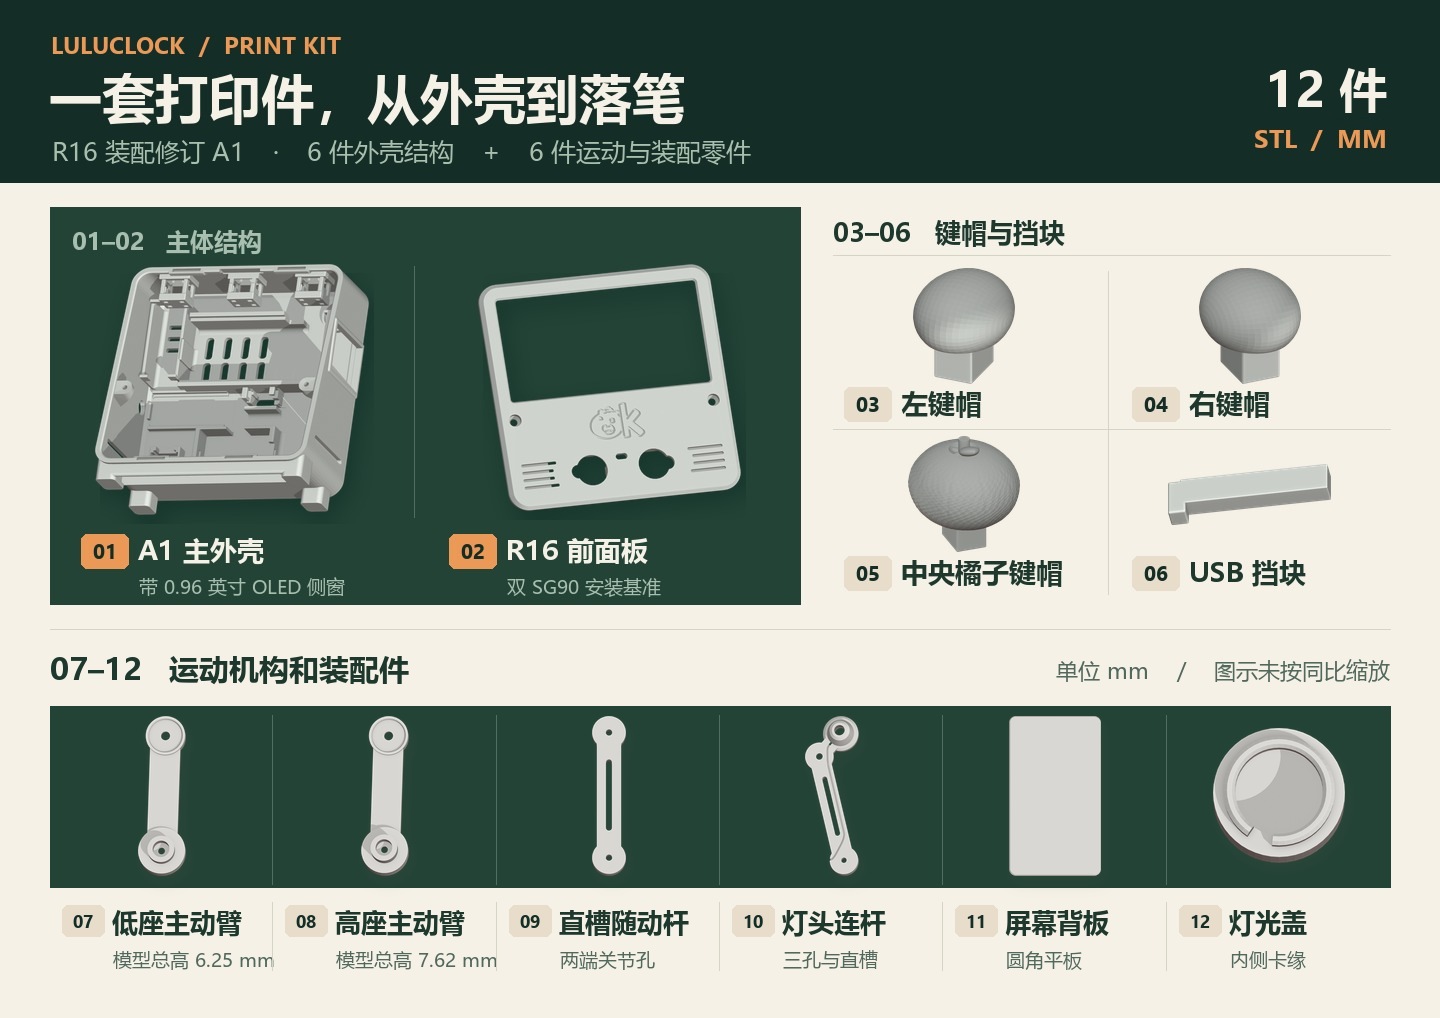 LULUCLOCK / PRINT KIT
一套打印件，从外壳到落笔
R16 装配修订 A1 · 6 件外壳结构 + 6 件运动与装配零件
12 件
STL / MM
01–02 主体结构
01 A1 主外壳
带 0.96 英寸 OLED 侧窗
02 R16 前面板
双 SG90 安装基准
03–06 键帽与挡块
03 左键帽
04 右键帽
05 中央橘子键帽
06 USB 挡块
07–12 运动机构和装配件
单位 mm / 图示未按同比缩放
07 低座主动臂
模型总高 6.25 mm
08 高座主动臂
模型总高 7.62 mm
09 直槽随动杆
两端关节孔
10 灯头连杆
三孔与直槽
11 屏幕背板
圆角平板
12 灯光盖
内侧卡缘